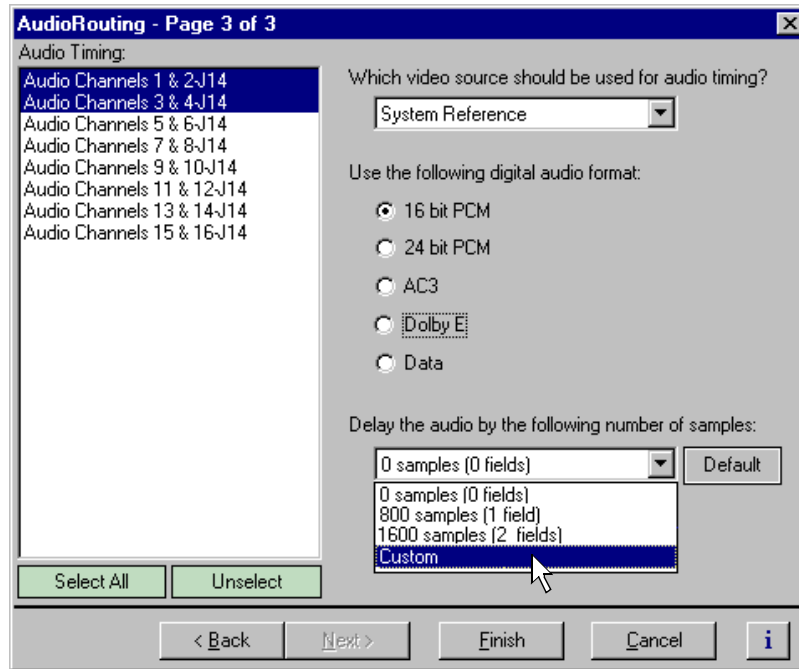 AudioRouting - Page 3 of 3
Audio Timing:
Audio Channels 1 & 2-J14
Audio Channels 3 & 4-J14
Audio Channels 5 & 6-J14
Audio Channels 7 & 8-J14
Audio Channels 9 & 10-J14
Audio Channels 11 & 12-J14
Audio Channels 13 & 14-J14
Audio Channels 15 & 16-J14
Select All
Unselect
Which video source should be used for audio timing?
System Reference
Use the following digital audio format:
16 bit PCM
24 bit PCM
AC3
Dolby E
Data
Delay the audio by the following number of samples:
0 samples (0 fields)
Default
0 samples (0 fields)
800 samples (1 field)
1600 samples (2 fields)
Custom
< Back
Next >
Finish
Cancel
i